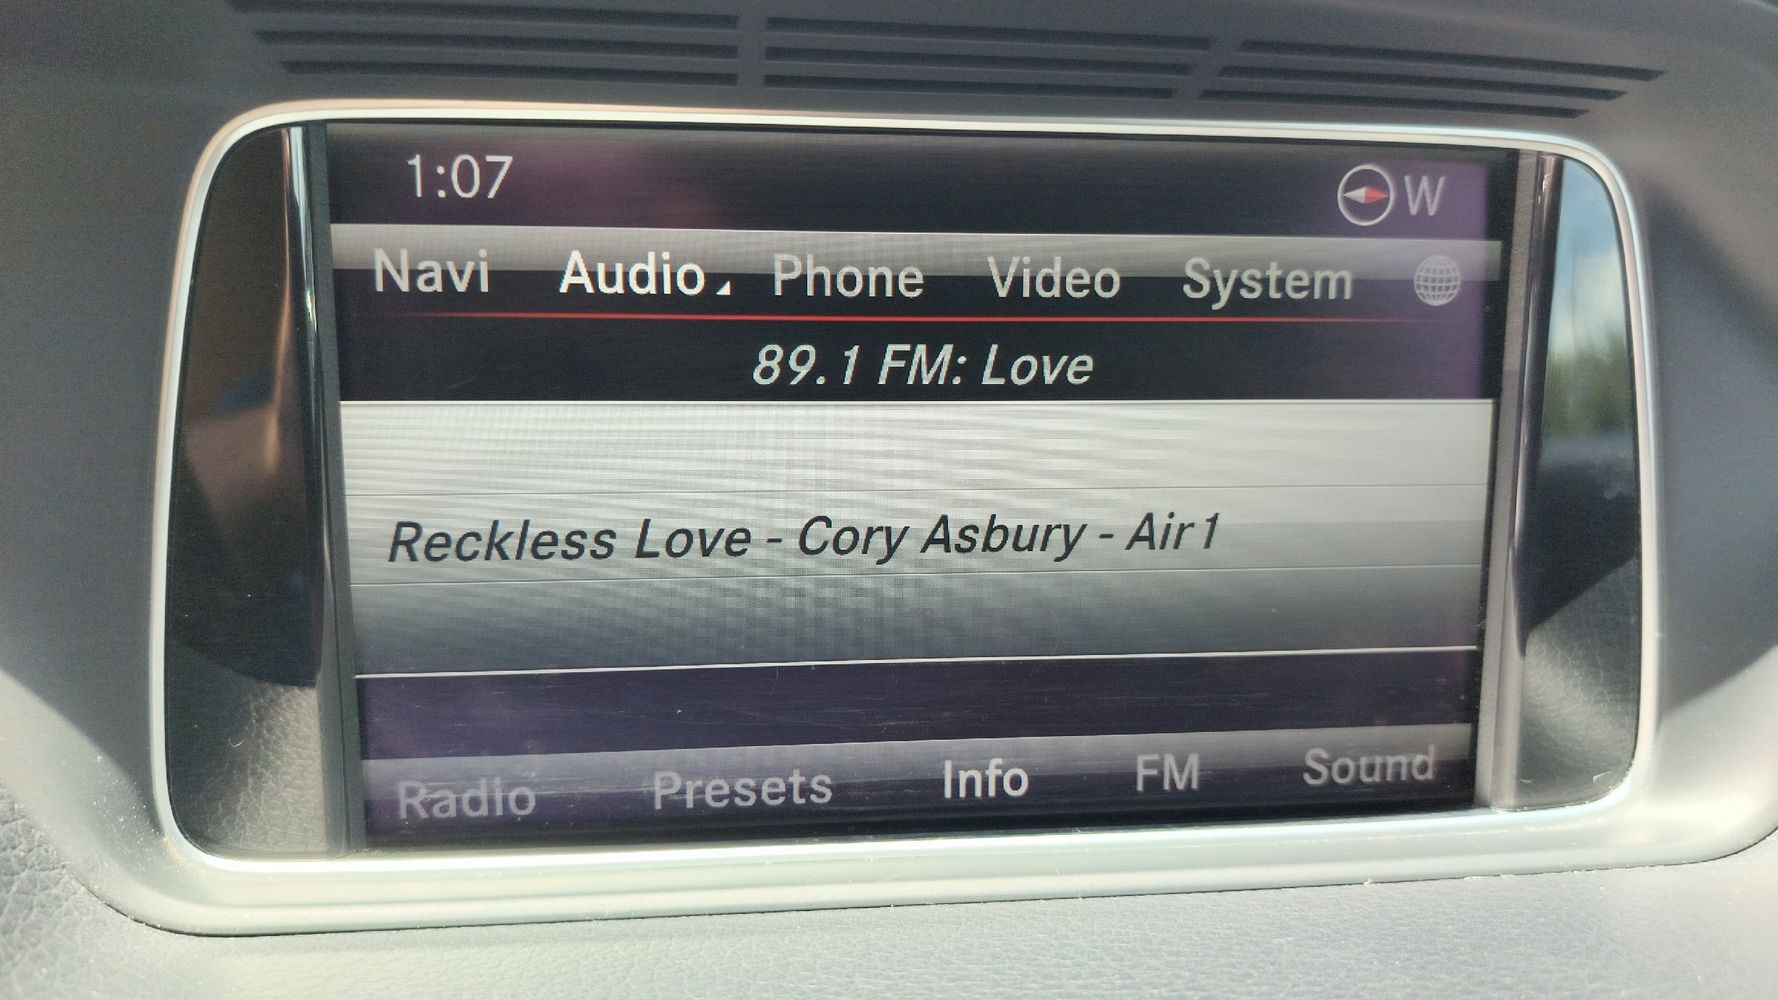 1:07 W
Navi Audio Phone Video System
89.1 FM: Love
Reckless Love - Cory Asbury - Air1
Radio Presets Info FM Sound